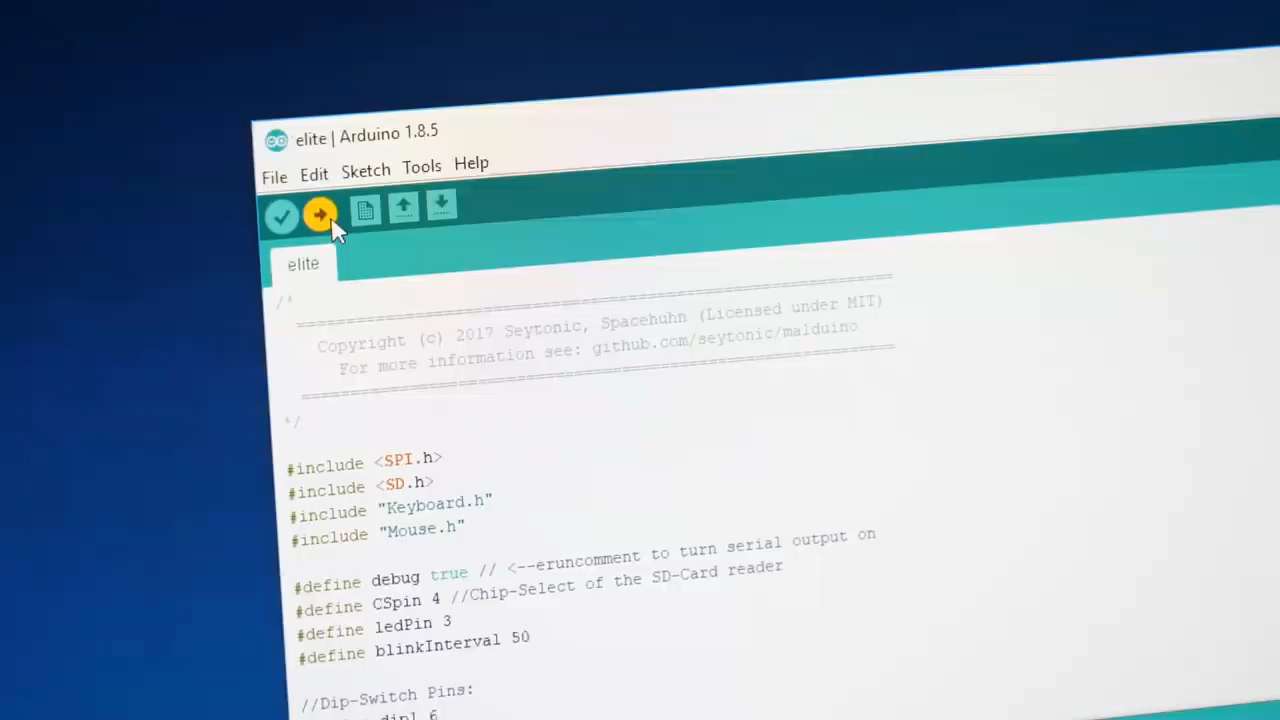 elite | Arduino 1.8.5
File Edit Sketch Tools Help
elite
/*
Copyright (c) 2017 Seytonic, Spacehuhn (Licensed under MIT)
For more information see: github.com/seytonic/malduino
*/
#include <SPI.h>
#include <SD.h>
#include "Keyboard.h"
#include "Mouse.h"
#define debug true // <--eruncomment to turn serial output on
#define CSpin 4 //Chip-Select of the SD-Card reader
#define ledPin 3
#define blinkInterval 50
//Dip-Switch Pins:
dip1 6